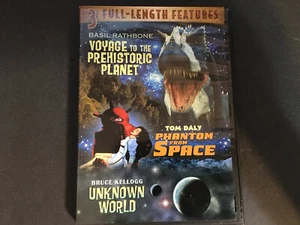 3 FULL-LENGTH FEATURES
BASIL RATHBONE
VOYAGE TO THE
PREHISTORIC
PLANET
TOM DALY
PHANTOM
FROM
SPACE
BRUCE KELLOGG
UNKNOWN
WORLD